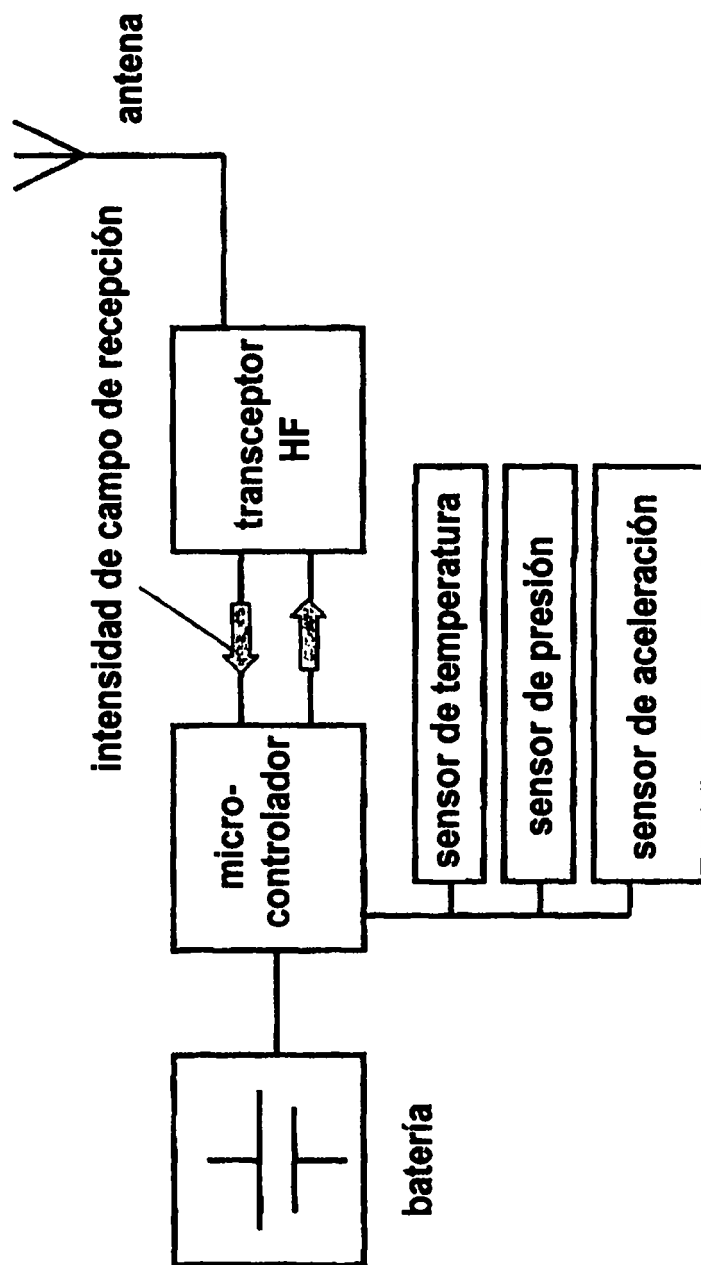 antena
intensidad de campo de recepción
transceptor
HF
micro-
controlador
sensor de temperatura
sensor de presión
sensor de aceleración
batería